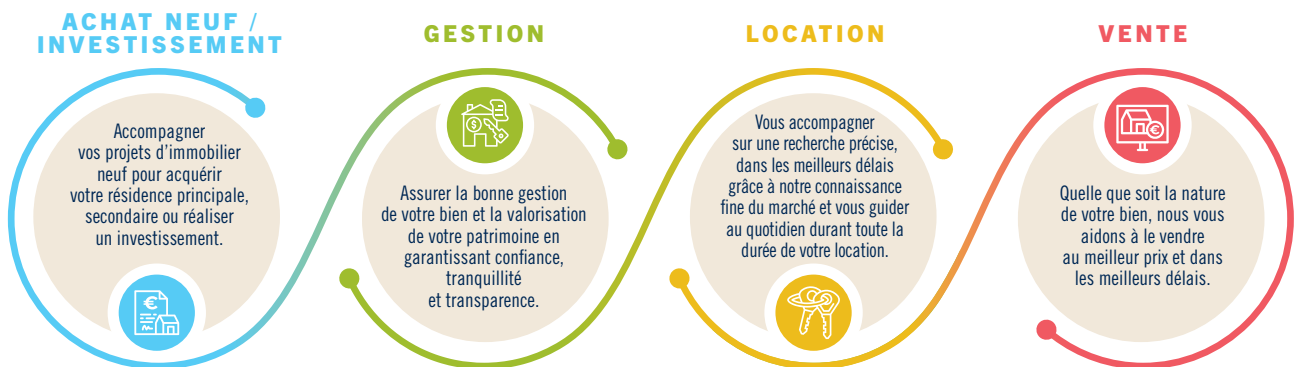 ACHAT NEUF /
INVESTISSEMENT
Accompagner
vos projets d'immobilier
neuf pour acquérir
votre résidence principale,
secondaire ou réaliser
un investissement.
€
GESTION
$
Assurer la bonne gestion
de votre bien et la valorisation
de votre patrimoine en
garantissant confiance,
tranquillité
et transparence.
LOCATION
Vous accompagner
sur une recherche précise,
dans les meilleurs délais
grâce à notre connaissance
fine du marché et vous guider
au quotidien durant toute la
durée de votre location.
VENTE
€
Quelle que soit la nature
de votre bien, nous vous
aidons à le vendre
au meilleur prix et dans
les meilleurs délais.